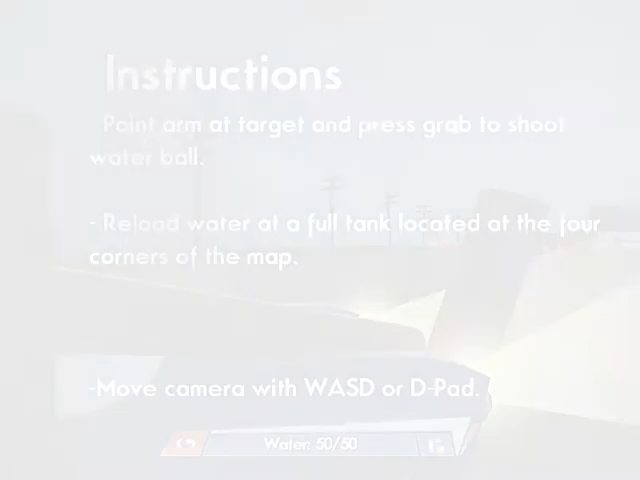 Instructions
Point arm at target and press grab to shoot
water ball.
- Reload water at a full tank located at the four
corners of the map.
-Move camera with WASD or D-Pad.
Water: 50/50